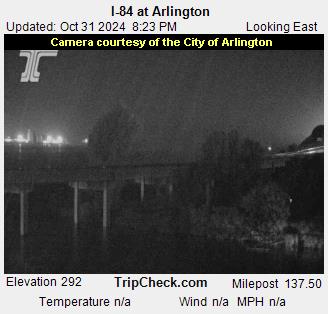 I-84 at Arlington
Updated: Oct 31 2024 8:23 PM Looking East
Camera courtesy of the City of Arlington
Elevation 292 TripCheck.com Milepost 137.50
Temperature n/a Wind n/a MPH n/a